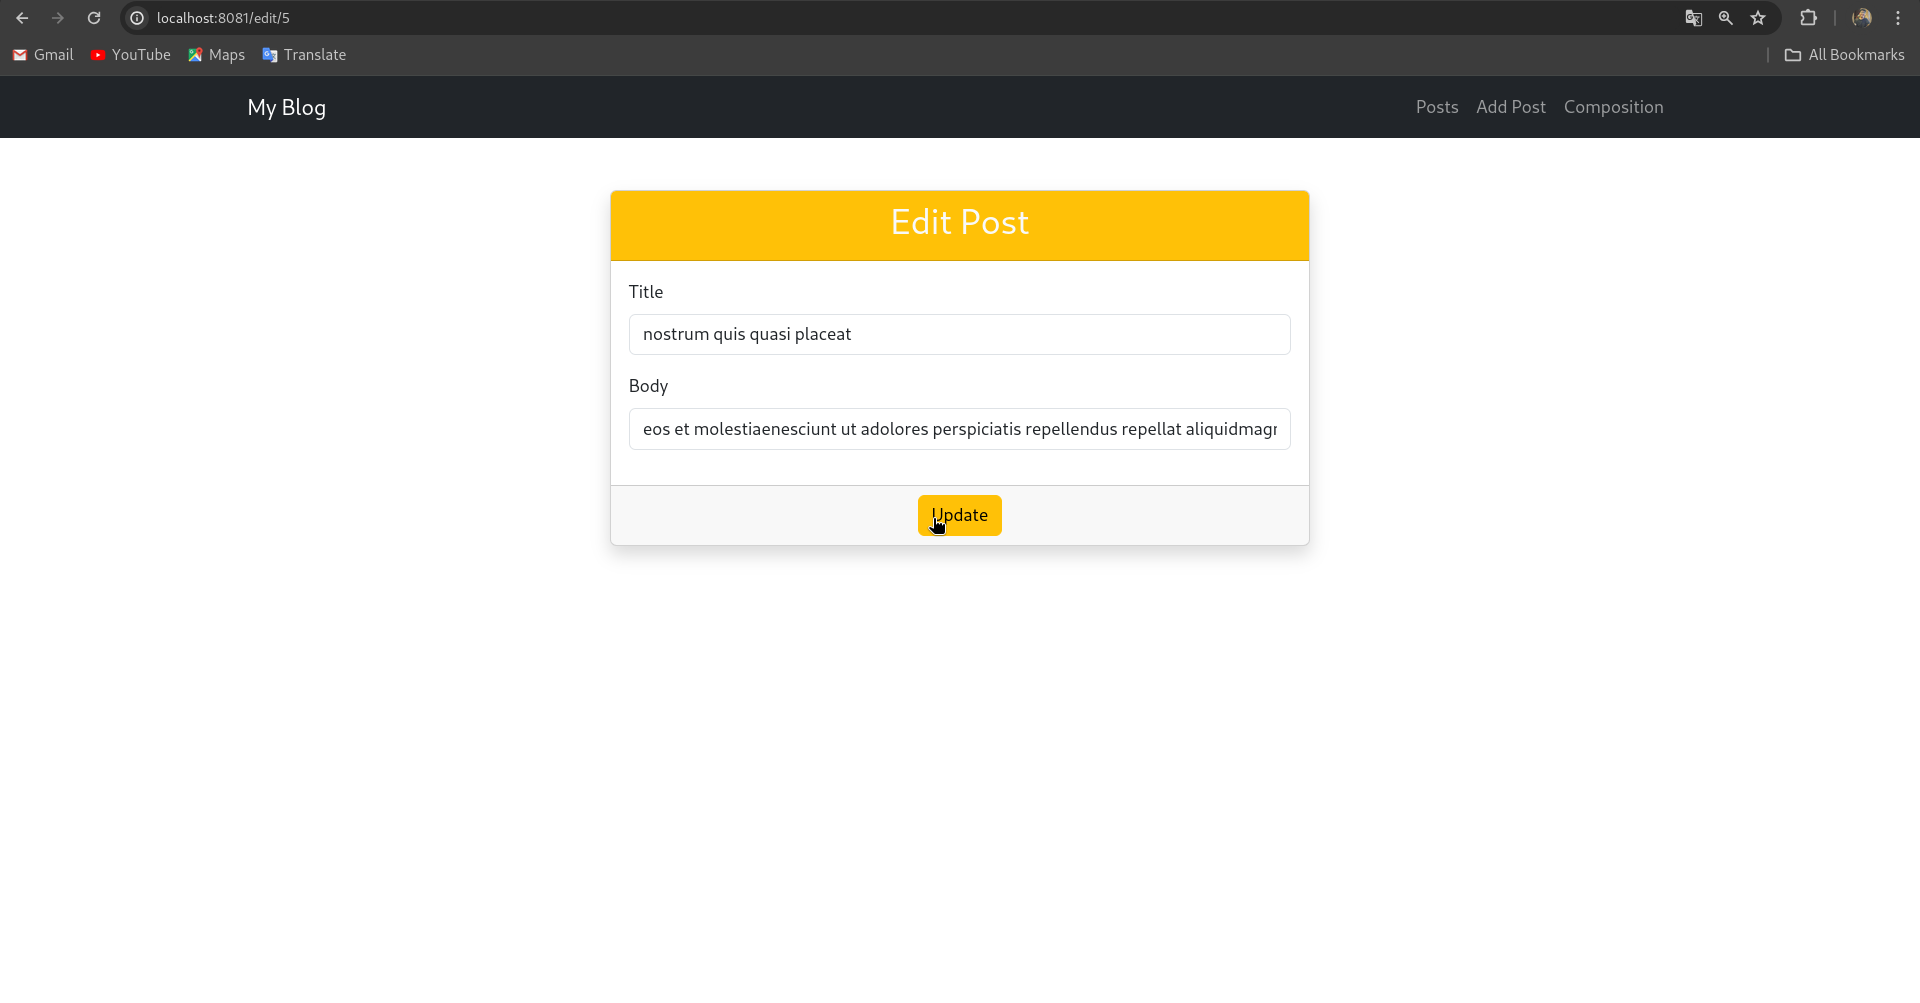 localhost:8081/edit/5
Gmail YouTube Maps Translate All Bookmarks
My Blog Posts Add Post Composition
Edit Post
Title
nostrum quis quasi placeat
Body
eos et molestiaenesciunt ut adolores perspiciatis repellendus repellat aliquidmagn
Update